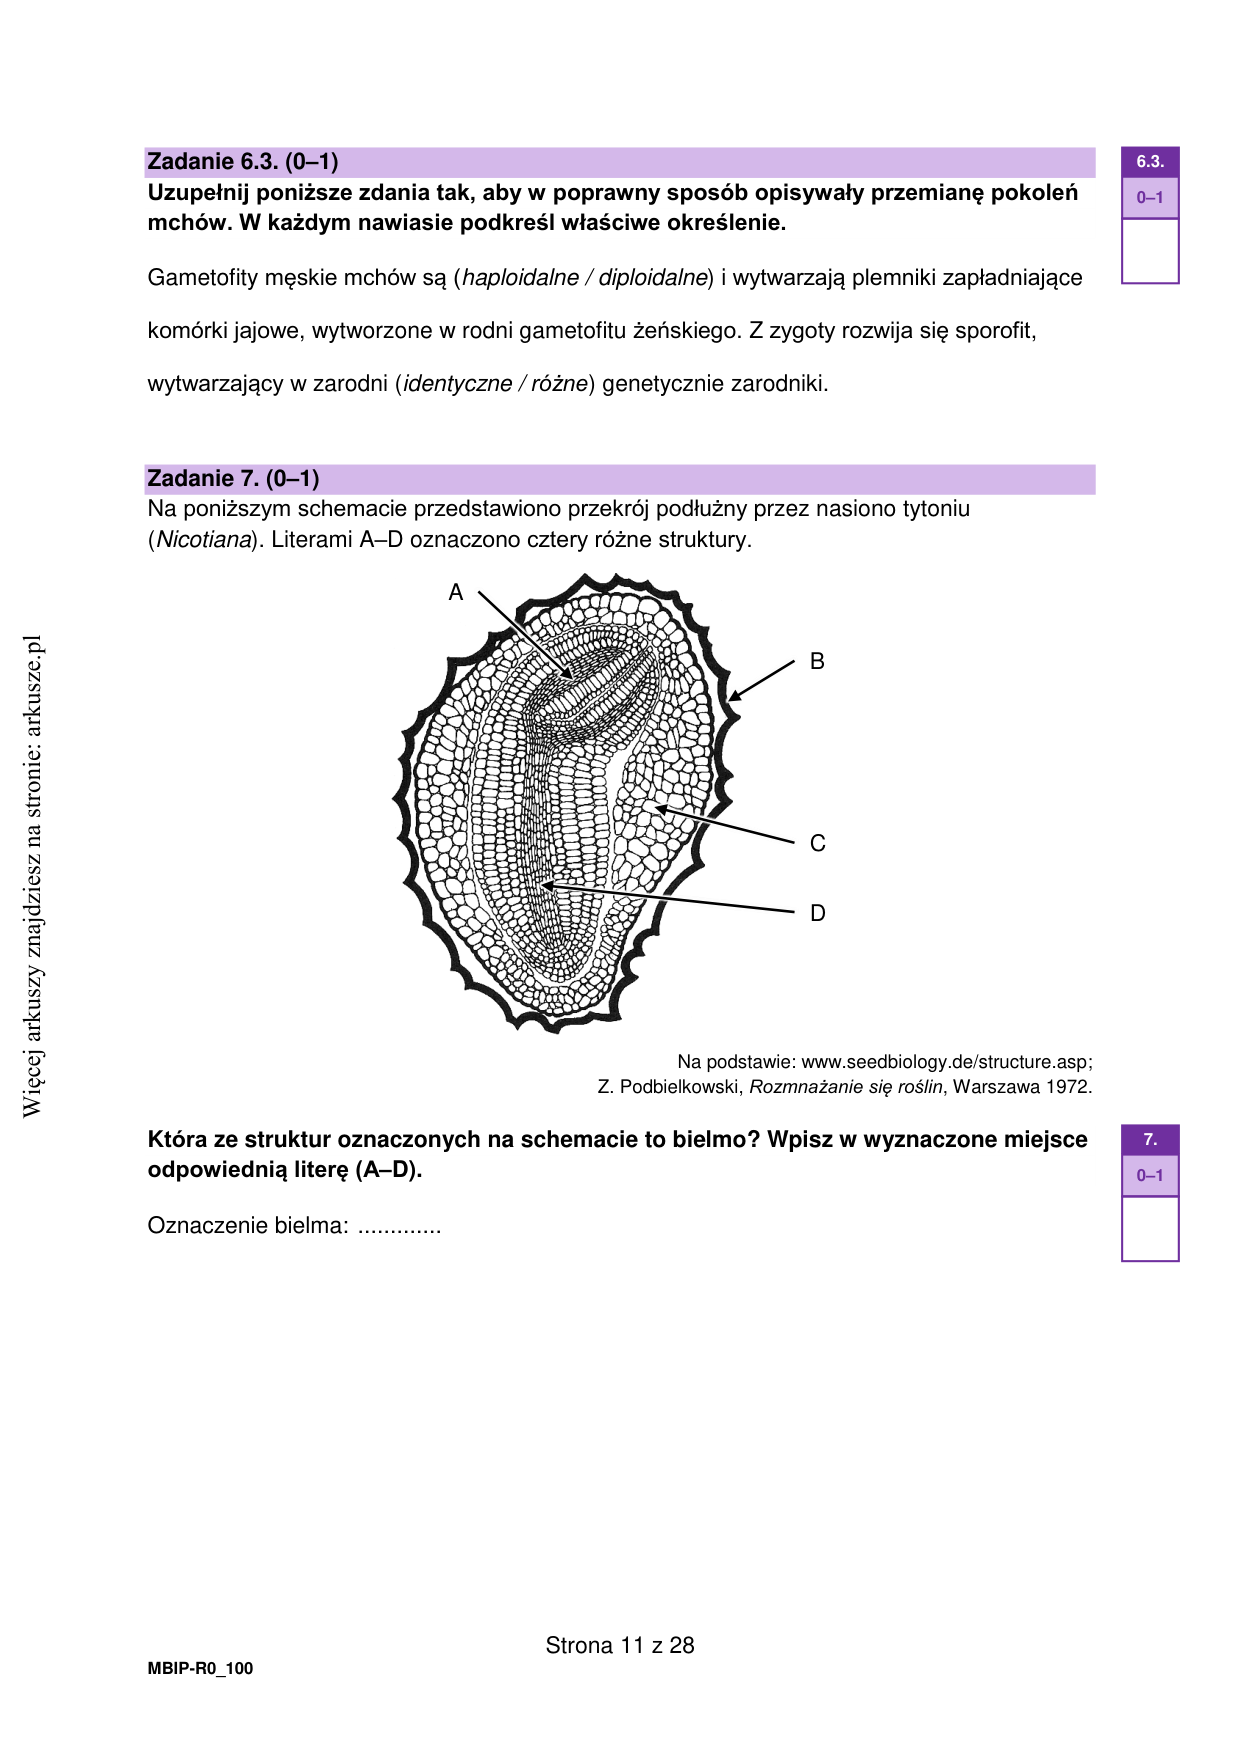 Zadanie 6.3. (0–1)
Uzupełnij poniższe zdania tak, aby w poprawny sposób opisywały przemianę pokoleń
mchów. W każdym nawiasie podkreśl właściwe określenie.
Gametofity męskie mchów są (haploidalne / diploidalne) i wytwarzają plemniki zapładniające
komórki jajowe, wytworzone w rodni gametofitu żeńskiego. Z zygoty rozwija się sporofit,
wytwarzający w zarodni (identyczne / różne) genetycznie zarodniki.
6.3.
0–1
Zadanie 7. (0–1)
Na poniższym schemacie przedstawiono przekrój podłużny przez nasiono tytoniu
(Nicotiana). Literami A–D oznaczono cztery różne struktury.
A
B
C
D
Na podstawie: www.seedbiology.de/structure.asp;
Z. Podbielkowski, Rozmnażanie się roślin, Warszawa 1972.
Która ze struktur oznaczonych na schemacie to bielmo? Wpisz w wyznaczone miejsce
odpowiednią literę (A–D).
Oznaczenie bielma: .............
7.
0–1
Więcej arkuszy znajdziesz na stronie: arkusze.pl
Strona 11 z 28
MBIP-R0_100